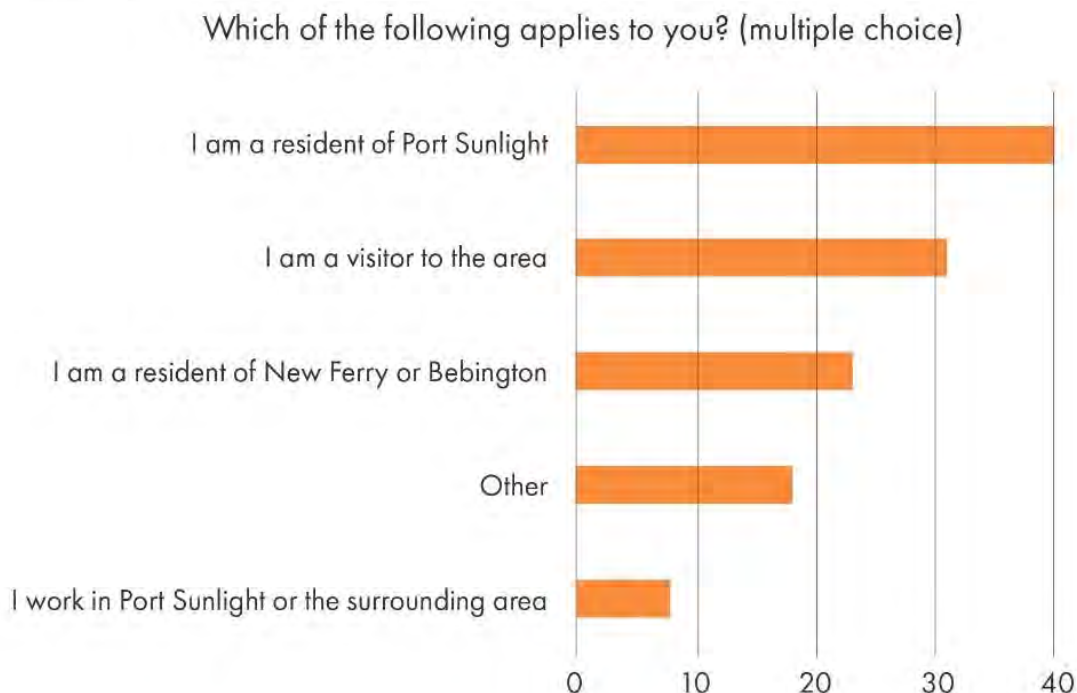 Which of the following applies to you? (multiple choice)
I am a resident of Port Sunlight
I am a visitor to the area
I am a resident of New Ferry or Bebington
Other
I work in Port Sunlight or the surrounding area
0 10 20 30 40